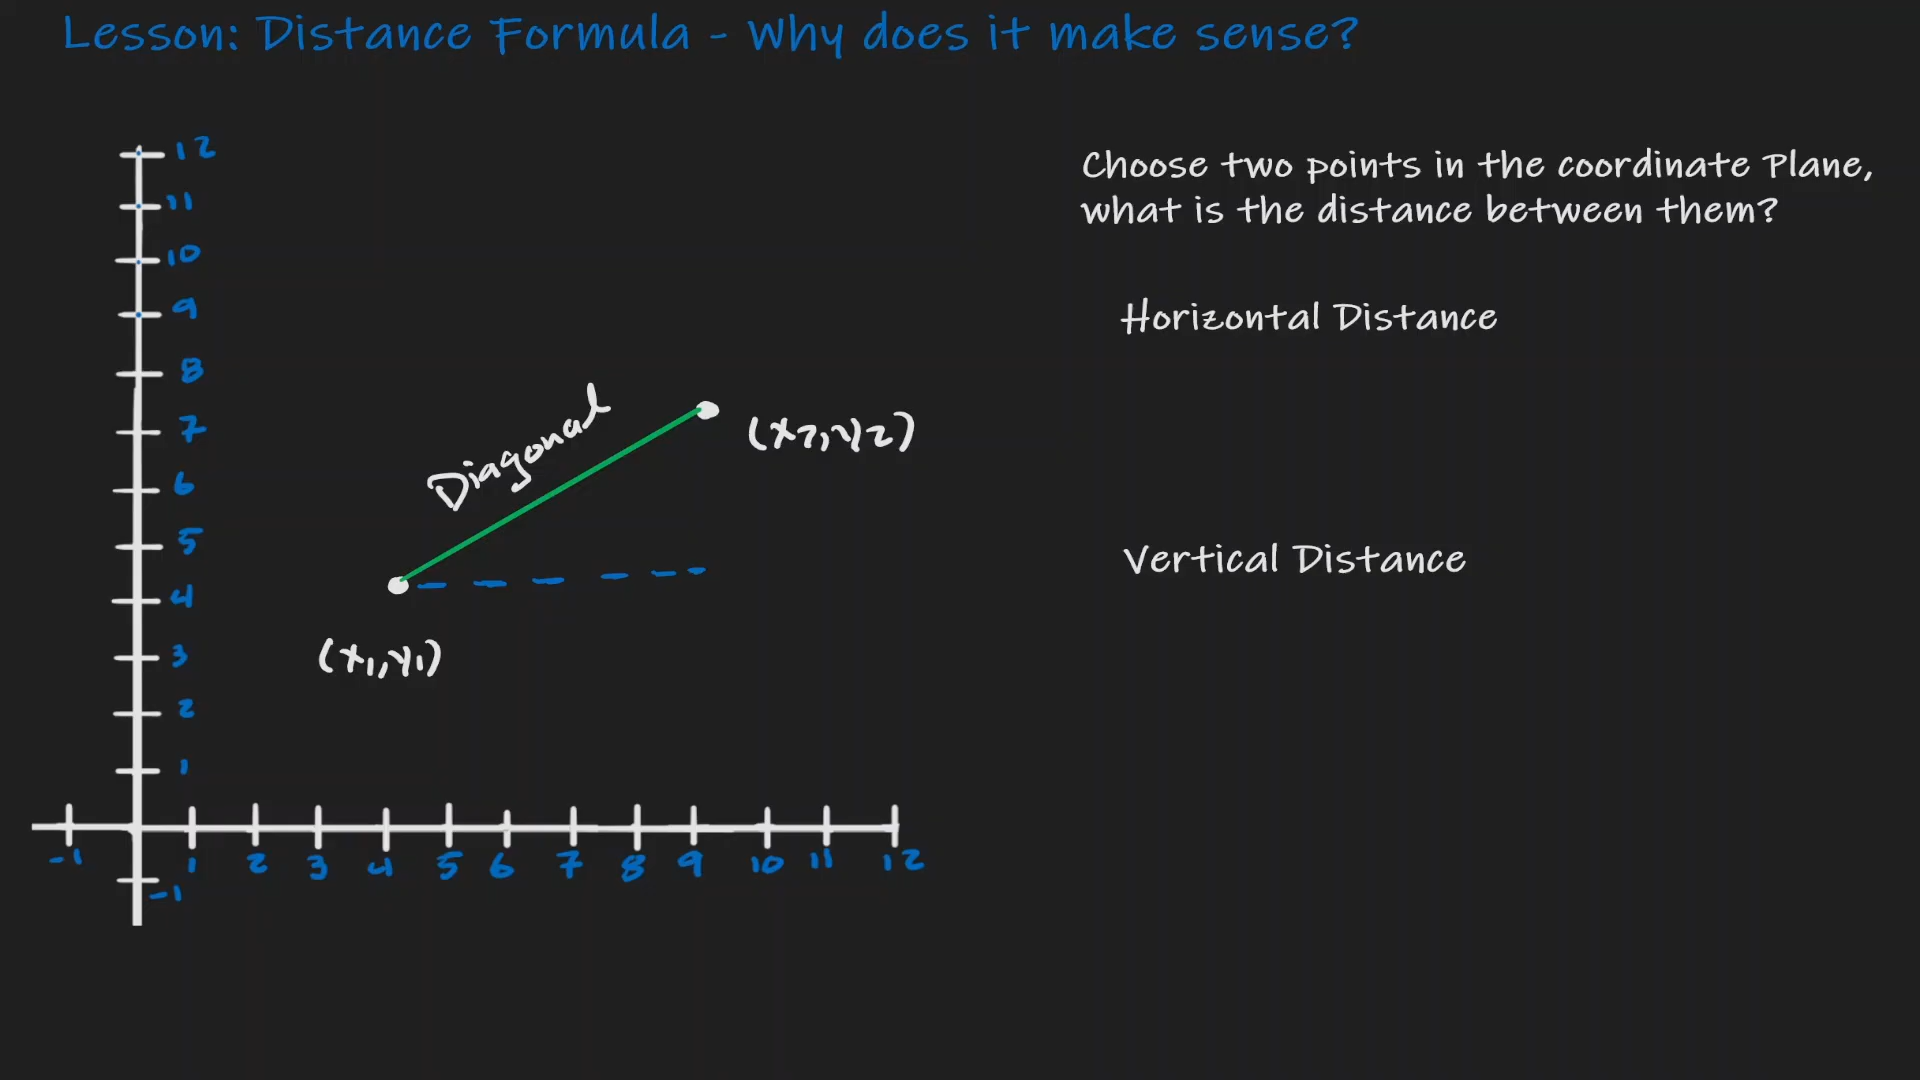 Lesson: Distance Formula - Why does it make sense?
Choose two points in the coordinate Plane,
what is the distance between them?
Horizontal Distance
Vertical Distance
12
11
10
9
8
7
6
5
4
3
2
1
Diagonal
(x2,y2)
(x1,y1)
-1 1 2 3 4 5 6 7 8 9 10 11 12
-1